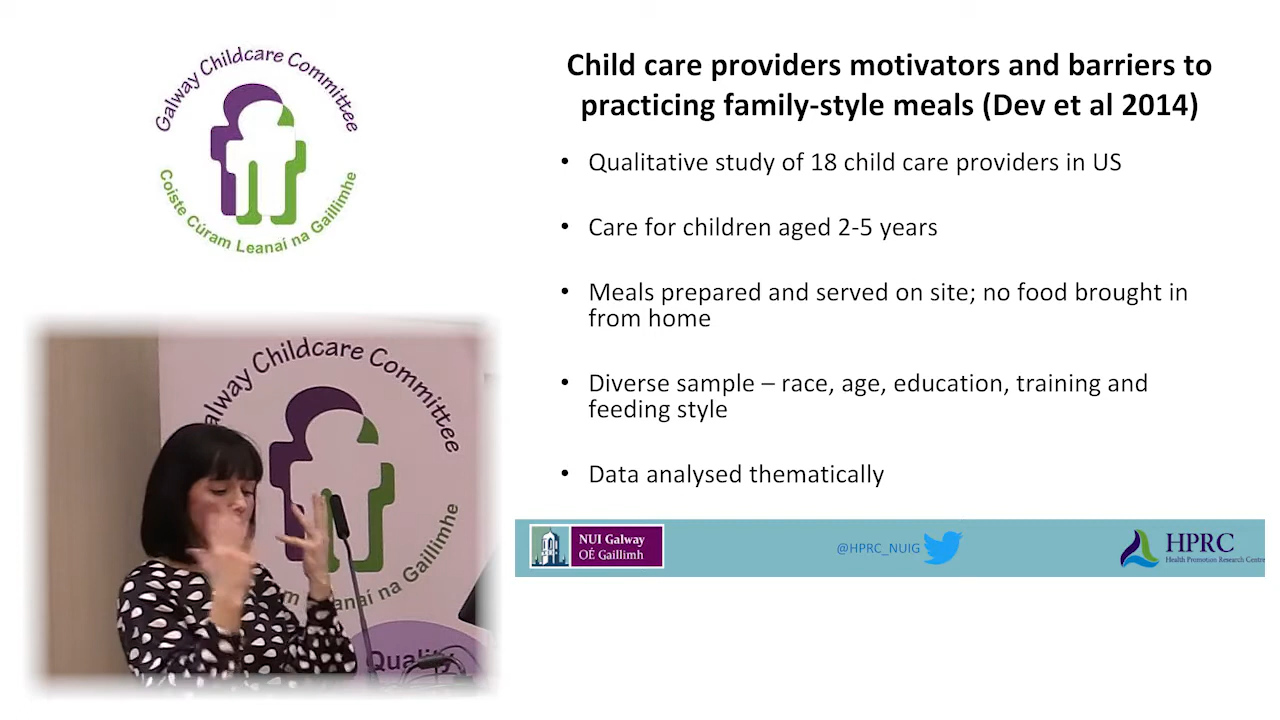 Galway Childcare Committee
Coiste Cúram Leanaí na Gaillimhe
Child care providers motivators and barriers to
practicing family-style meals (Dev et al 2014)
• Qualitative study of 18 child care providers in US
• Care for children aged 2-5 years
• Meals prepared and served on site; no food brought in
from home
• Diverse sample – race, age, education, training and
feeding style
• Data analysed thematically
NUI Galway
OÉ Gaillimh
@HPRC_NUIG
HPRC
Health Promotion Research Centre
alway Childcare Committee
m Leanaí na Gaillimhe
Quality